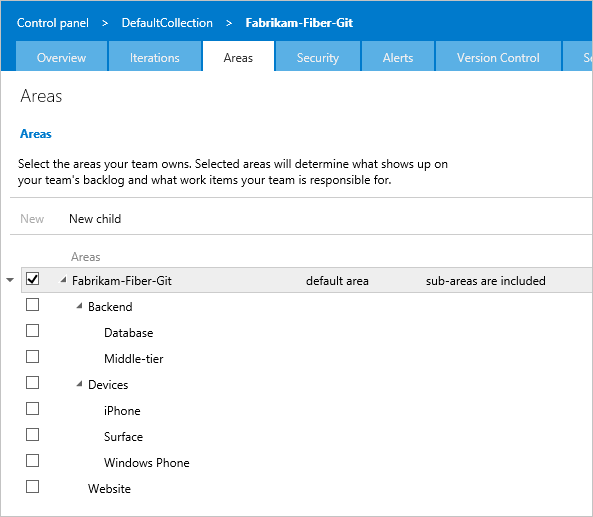 Control panel > DefaultCollection > Fabrikam-Fiber-Git
Overview Iterations Areas Security Alerts Version Control
Areas
Areas
Select the areas your team owns. Selected areas will determine what shows up on
your team's backlog and what work items your team is responsible for.
New New child
Areas
Fabrikam-Fiber-Git default area sub-areas are included
Backend
Database
Middle-tier
Devices
iPhone
Surface
Windows Phone
Website